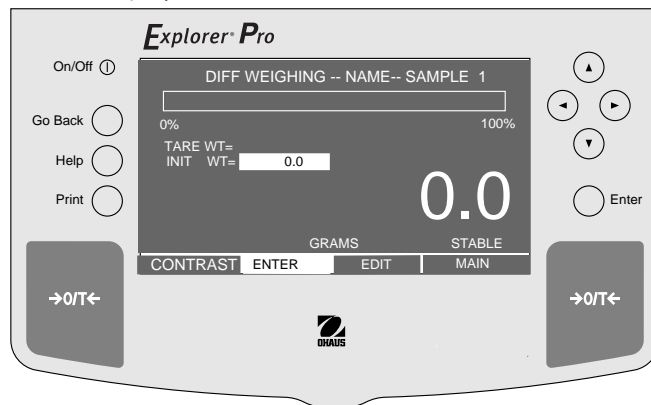 Explorer® Pro
On/Off
DIFF WEIGHING -- NAME-- SAMPLE 1
Go Back
0% 100%
TARE WT=
Help
INIT WT= 0.0
Print
0.0
Enter
GRAMS STABLE
CONTRAST ENTER EDIT MAIN
→0/T← →0/T←
OHAUS